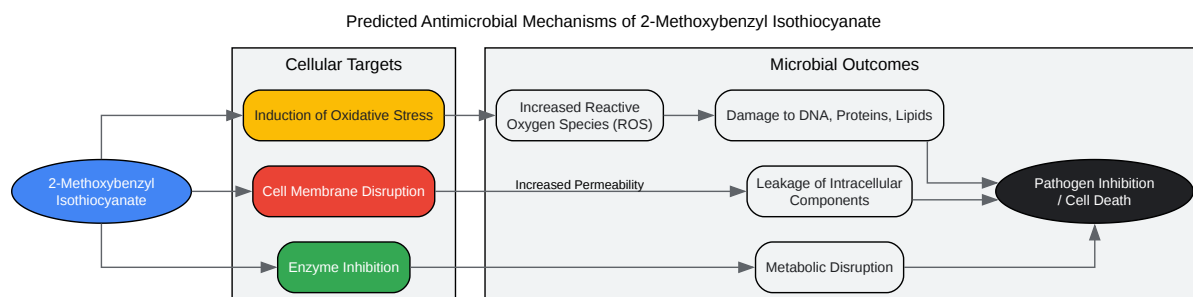 Predicted Antimicrobial Mechanisms of 2-Methoxybenzyl Isothiocyanate
Cellular Targets
Microbial Outcomes
Induction of Oxidative Stress
Increased Reactive
Oxygen Species (ROS)
Damage to DNA, Proteins, Lipids
2-Methoxybenzyl
Isothiocyanate
Cell Membrane Disruption
Increased Permeability
Leakage of Intracellular
Components
Pathogen Inhibition
/ Cell Death
Enzyme Inhibition
Metabolic Disruption